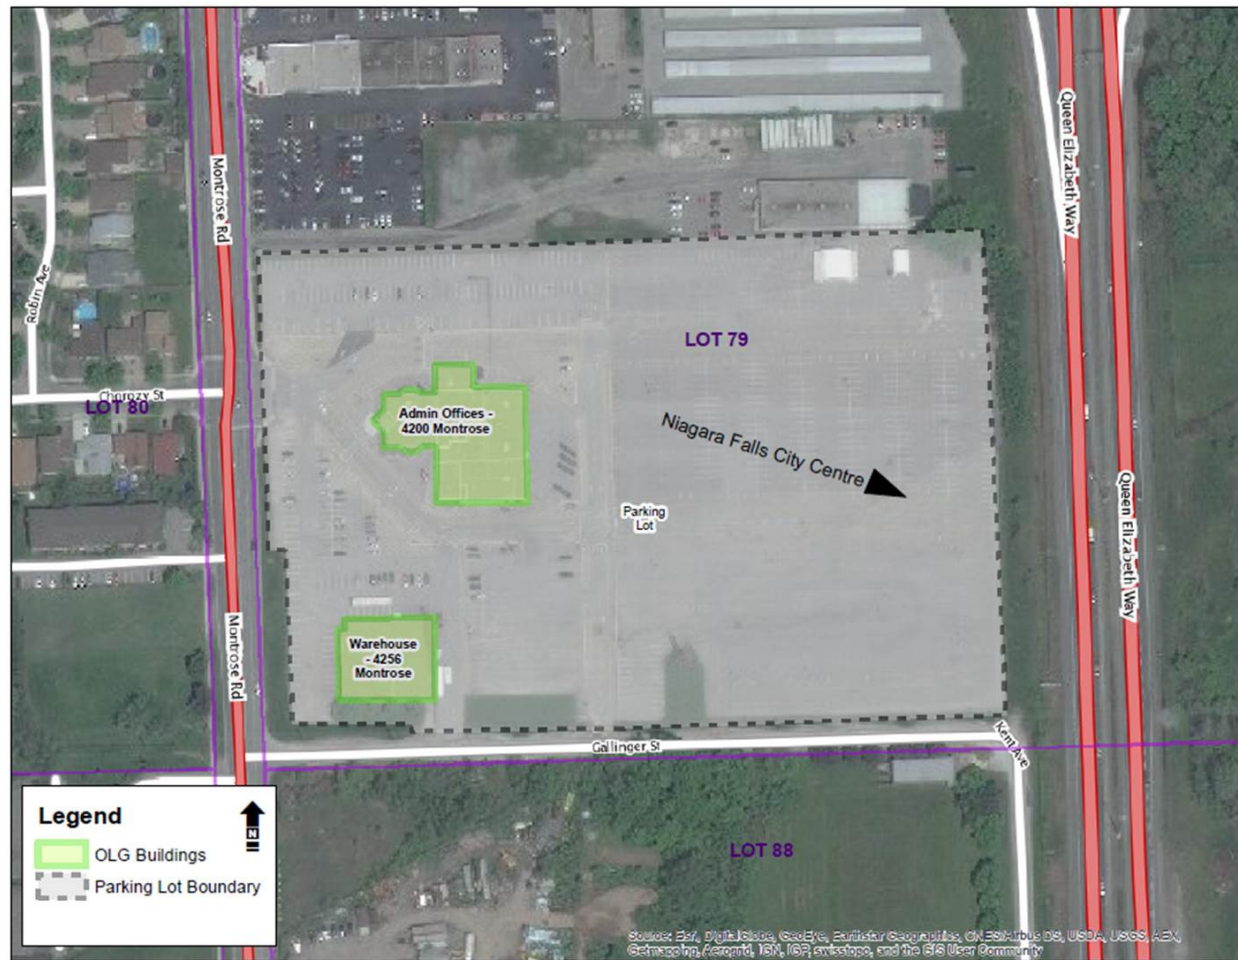 Queen Elizabeth Way
Montrose Rd
Robin Ave
LOT 79
Chorozy St
LOT 80
Admin Offices -
4200 Montrose
Niagara Falls City Centre
Parking
Lot
Queen Elizabeth Way
Montrose Rd
Warehouse
- 4256
Montrose
Gallinger St
Kent Ave
LOT 88
Legend
N
OLG Buildings
Parking Lot Boundary
Source: Esri, DigitalGlobe, GeoEye, Earthstar Geographics, CNES/Airbus DS, USDA, USGS, AEX,
Getmapping, Aerogrid, IGN, IGP, swisstopo, and the GIS User Community